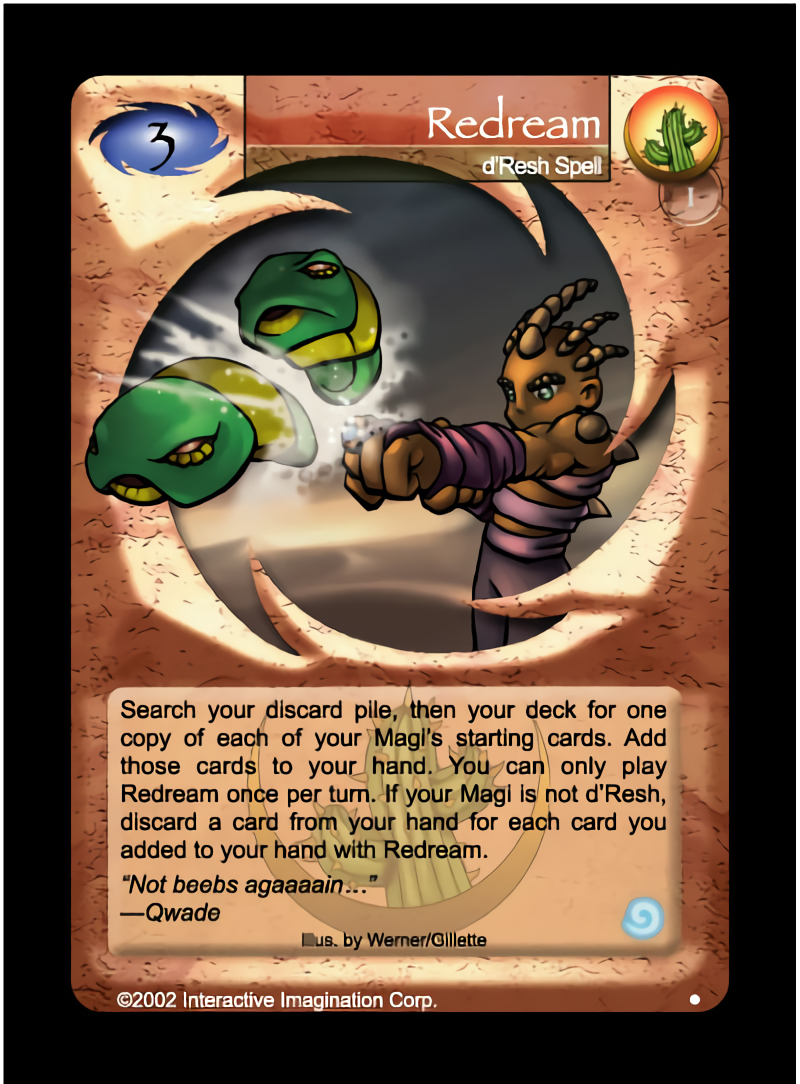 3
Redream
d'Resh Spell
I
Search your discard pile, then your deck for one
copy of each of your Magi's starting cards. Add
those cards to your hand. You can only play
Redream once per turn. If your Magi is not d'Resh,
discard a card from your hand for each card you
added to your hand with Redream.
"Not beebs agaaaain..."
—Qwade
Illus. by Werner/Gillette
©2002 Interactive Imagination Corp.